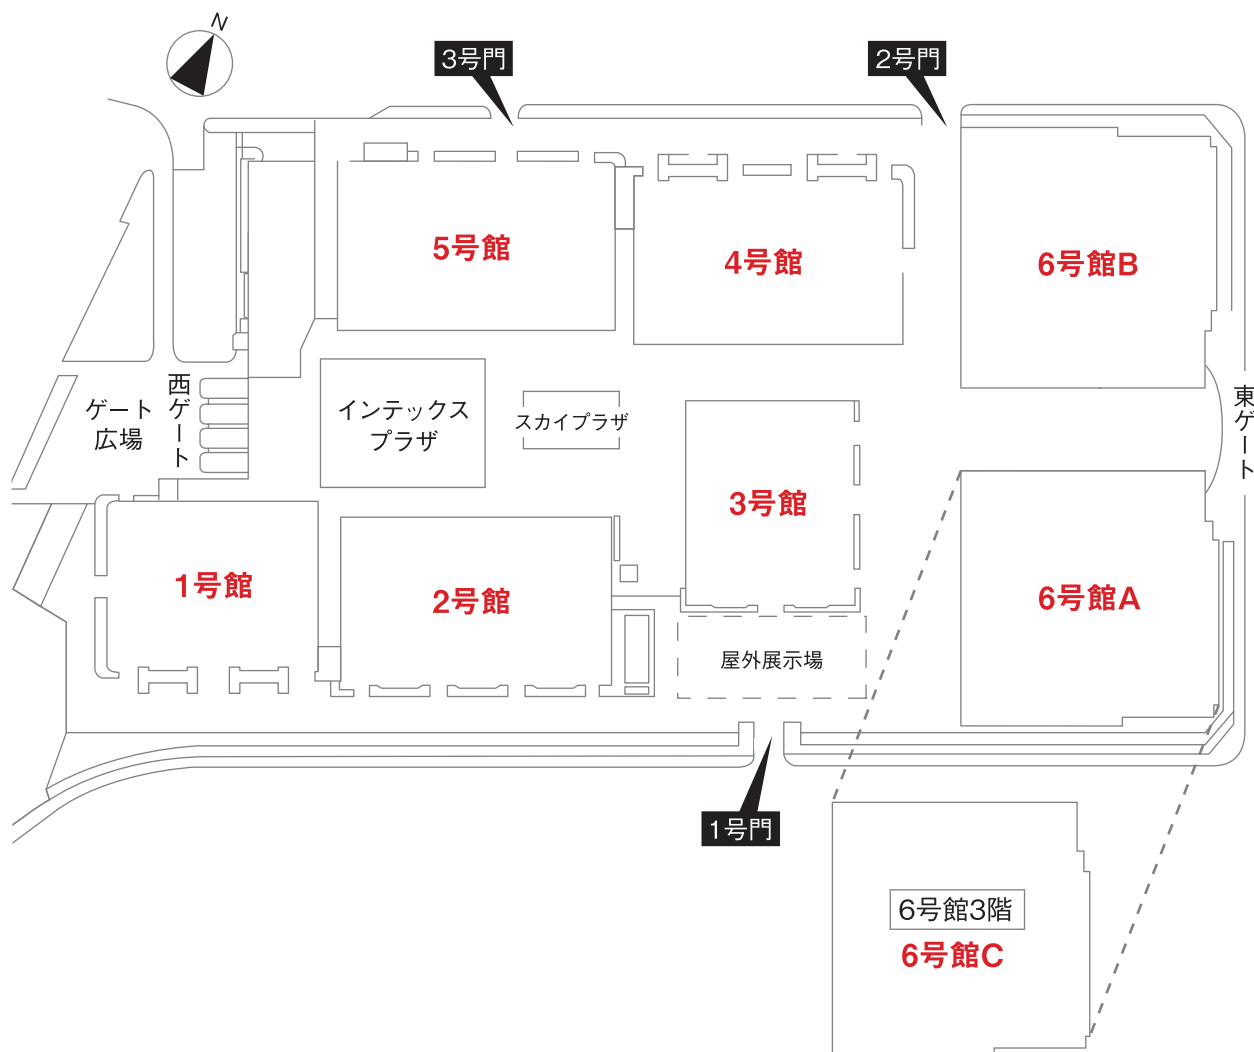 N
3号門
2号門
5号館
4号館
6号館B
西ゲート
ゲート
広場
インテックス
プラザ
スカイプラザ
東ゲート
3号館
1号館
2号館
6号館A
屋外展示場
1号門
6号館3階
6号館C